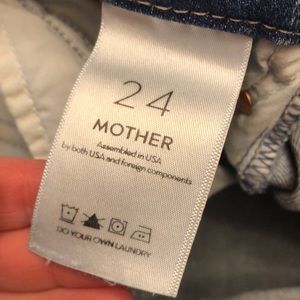 24
MOTHER
Assembled in USA
by both USA and foreign components
DO YOUR OWN LAUNDRY